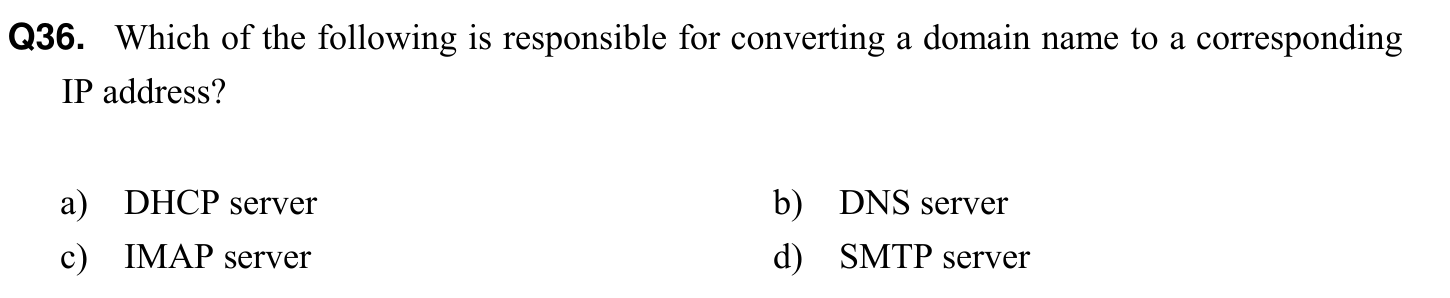 Q36. Which of the following is responsible for converting a domain name to a corresponding
IP address?
a) DHCP server b) DNS server
c) IMAP server d) SMTP server